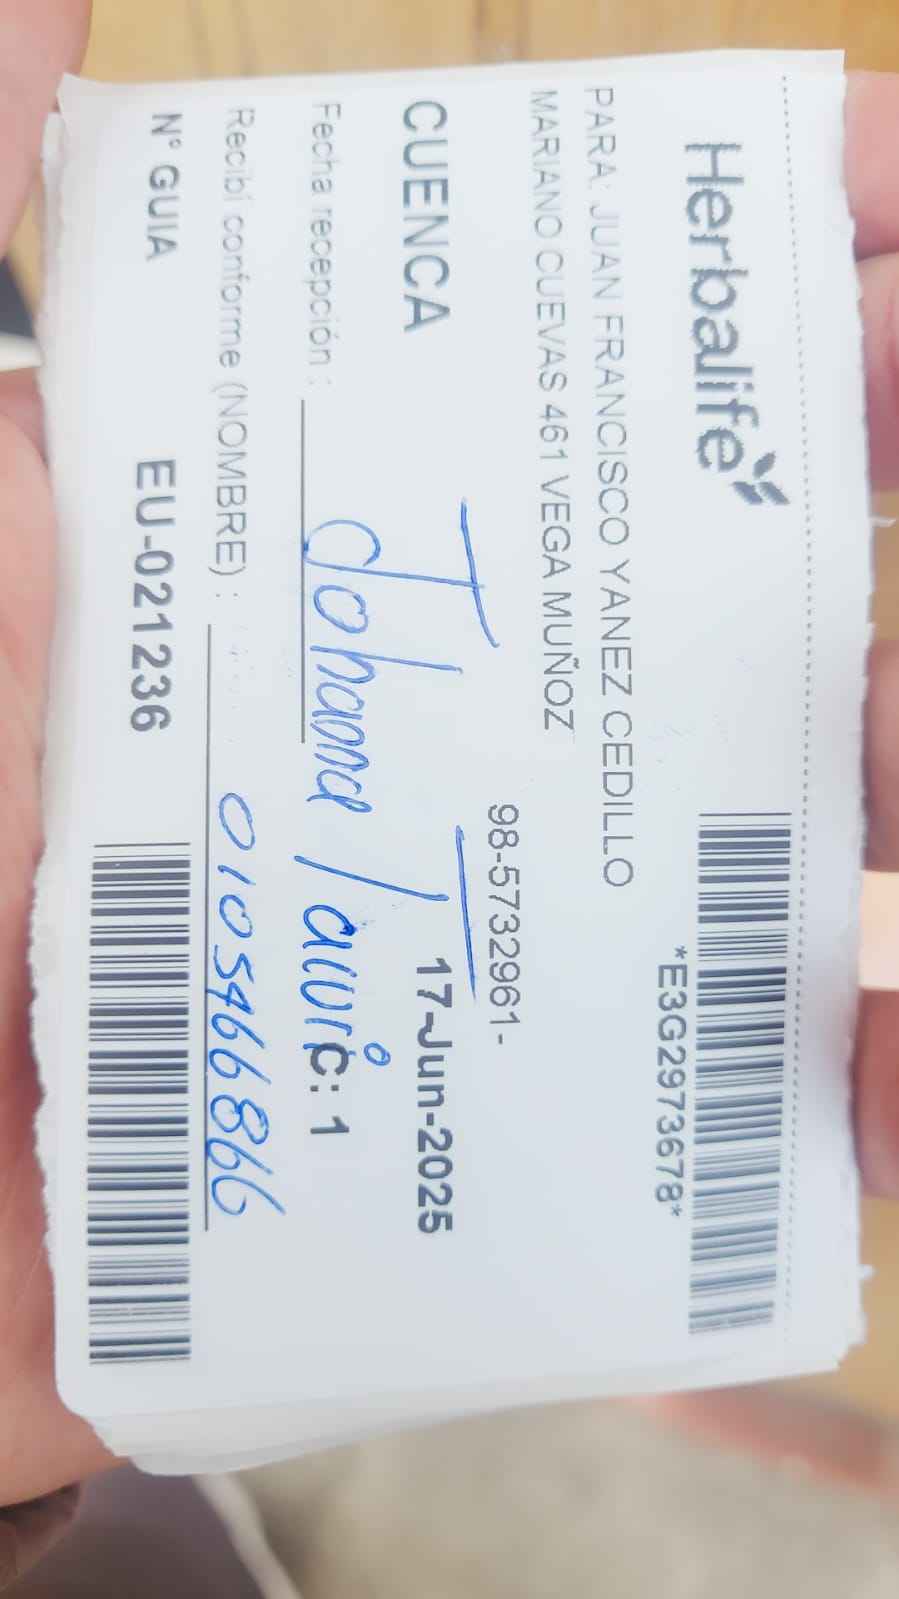 Herbalife
*E3G2973678*
PARA: JUAN FRANCISCO YANEZ CEDILLO
MARIANO CUEVAS 461 VEGA MUÑOZ
98-5732961-
CUENCA
17-Jun-2025
Fecha recepción :
Johanna
C: 1
Recibí conforme (NOMBRE) :
0105466866
N° GUIA
EU-021236